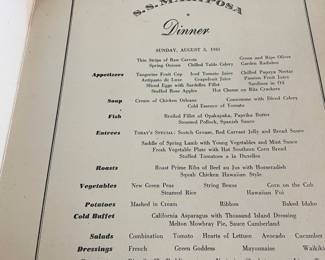 S.S. MARIPOSA
Dinner
SUNDAY, AUGUST 3, 1941
Thin Strips of Raw Carrots Green and Ripe Olives
Spring Onions Chilled Table Celery Garden Radishes
Appetizers Tangerine Fruit Cup Iced Tomato Juice Chilled Papaya Nectar
Antipasto de Luxe Grapefruit Juice Passion Fruit Juice
Sliced Eggs with Sardelles Fillet Sardines in Oil
Stuffed Rose Apples Hot Cheese on Ritz Crackers
Soup Cream of Chicken Orleans Consomme with Diced Celery
Cold Essence of Tomato
Fish Broiled Fillet of Opakapaka, Paprika Butter
Steamed Pollock, Spanish Sauce
Entrees TODAY'S SPECIAL: Scotch Grouse, Red Currant Jelly and Bread Sauce
Saddle of Spring Lamb with Young Vegetables and Mint Sauce
Fresh Vegetable Plate with Hot Southern Corn Bread
Stuffed Tomatoes a la Denellen
Roasts Roast Prime Ribs of Beef au Jus with Horseradish
Squab Chicken Hawaiian Style
Vegetables New Green Peas String Beans Corn on the Cob
Steamed Rice Hawaiian Poi
Potatoes Mashed in Cream Ribbon Baked Idaho
Cold Buffet California Asparagus with Thousand Island Dressing
Melton Mowbray Pie, Sauce Cumberland
Salads Combination Tomato Hearts of Lettuce Avocado Cucumber
Dressings French Green Goddess Mayonnaise Waikiki